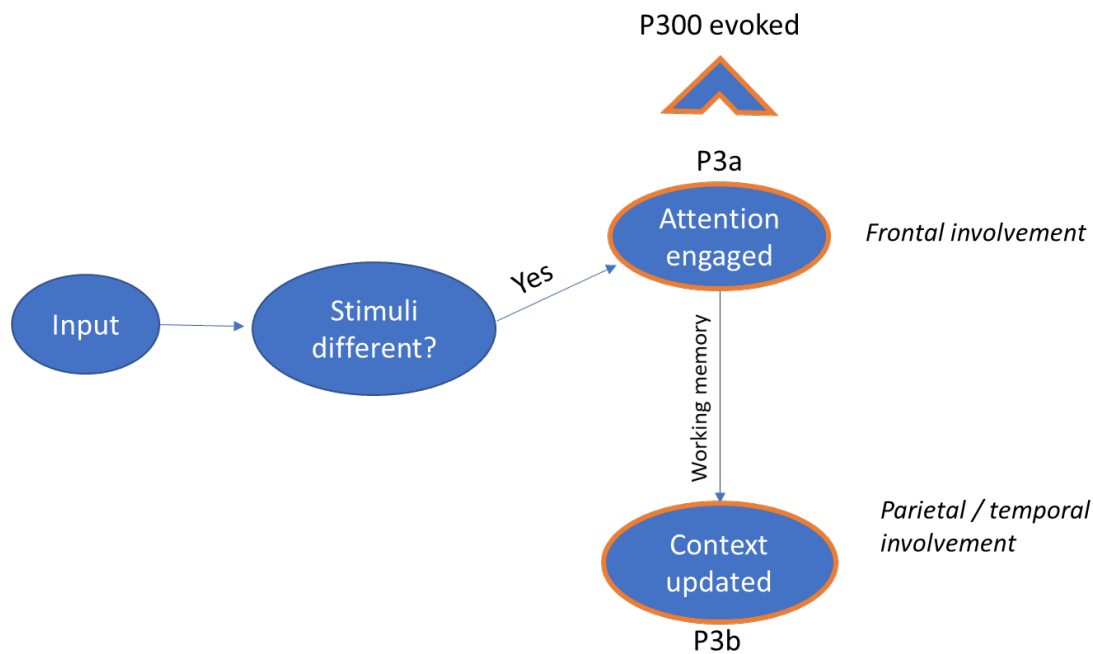 P300 evoked
P3a
Attention
engaged
Frontal involvement
Yes
Input
Stimuli
different?
Working memory
Parietal / temporal
involvement
Context
updated
P3b